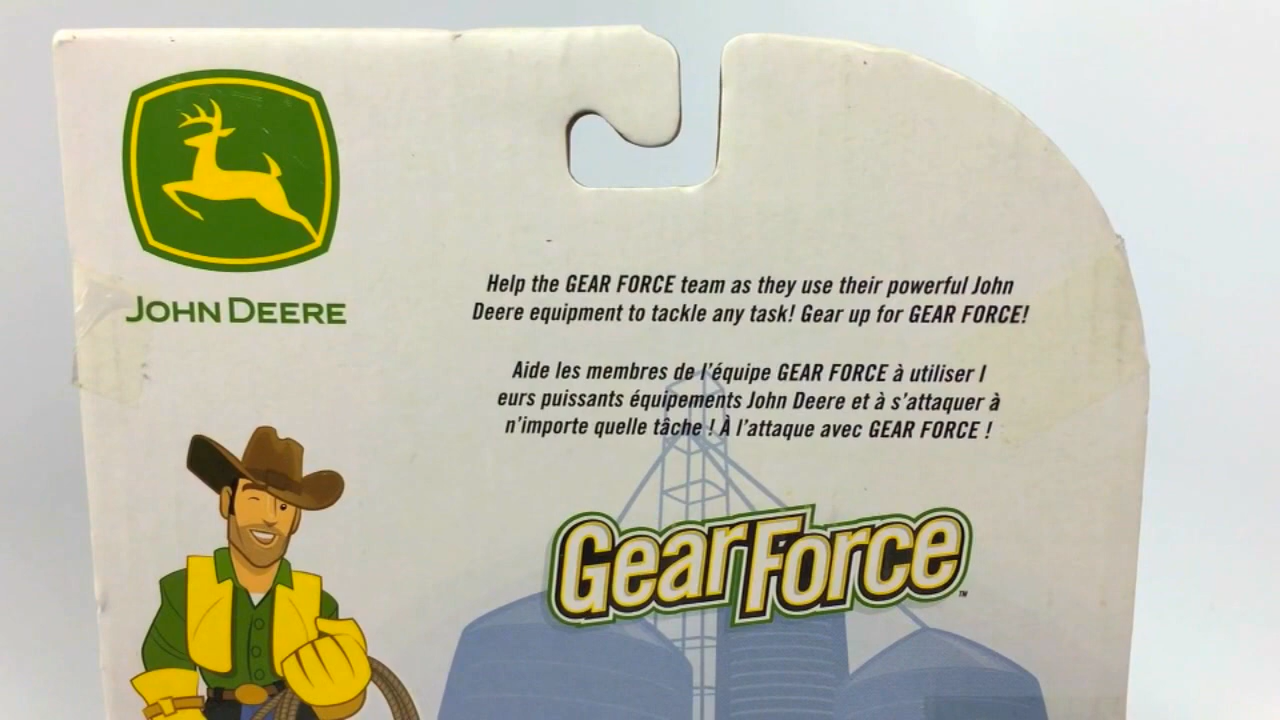 JOHN DEERE
Help the GEAR FORCE team as they use their powerful John
Deere equipment to tackle any task! Gear up for GEAR FORCE!
Aide les membres de l'équipe GEAR FORCE à utiliser l
eurs puissants équipements John Deere et à s'attaquer à
n'importe quelle tâche ! À l'attaque avec GEAR FORCE !
Gear Force™